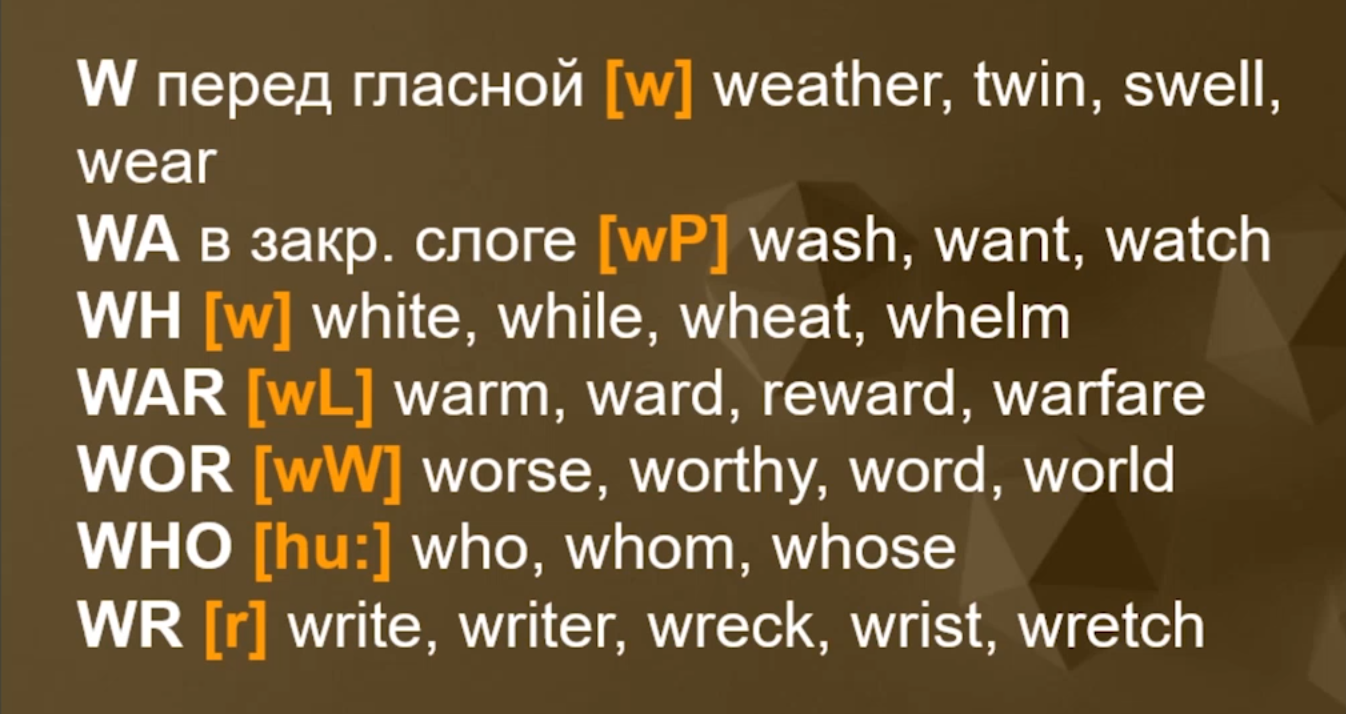 W перед гласной [w] weather, twin, swell,
wear
WA в закр. слоге [wP] wash, want, watch
WH [w] white, while, wheat, whelm
WAR [wL] warm, ward, reward, warfare
WOR [wW] worse, worthy, word, world
WHO [hu:] who, whom, whose
WR [r] write, writer, wreck, wrist, wretch